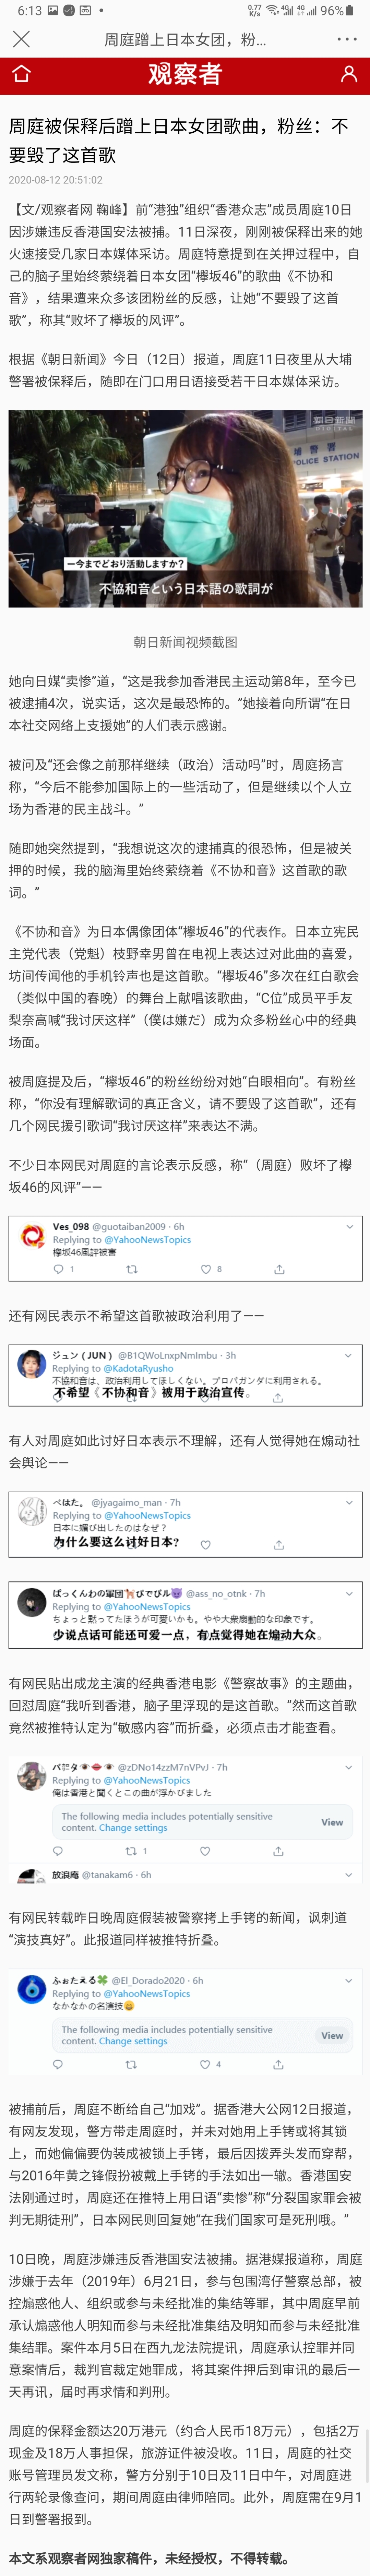 6:13
0.77 K/s 4G 4G 96%
周庭蹭上日本女团，粉...
观察者
周庭被保释后蹭上日本女团歌曲，粉丝：不
要毁了这首歌
2020-08-12 20:51:02
【文/观察者网 鞠峰】前“港独”组织“香港众志”成员周庭10日
因涉嫌违反香港国安法被捕。11日深夜，刚刚被保释出来的她
火速接受几家日本媒体采访。周庭特意提到在关押过程中，自
己的脑子里始终萦绕着日本女团“欅坂46”的歌曲《不协和
音》，结果遭来众多该团粉丝的反感，让她“不要毁了这首
歌”，称其“败坏了欅坂的风评”。
根据《朝日新闻》今日（12日）报道，周庭11日夜里从大埔
警署被保释后，随即在门口用日语接受若干日本媒体采访。
朝日新聞
DIGITAL
埔警署
POLICE STATION
ー今までどおり活動しますか？
不協和音という日本語の歌詞が
朝日新闻视频截图
她向日媒“卖惨”道，“这是我参加香港民主运动第8年，至今已
被逮捕4次，说实话，这次是最恐怖的。”她接着向所谓“在日
本社交网络上支援她”的人们表示感谢。
被问及“还会像之前那样继续（政治）活动吗”时，周庭扬言
称，“今后不能参加国际上的一些活动了，但是继续以个人立
场为香港的民主战斗。”
随即她突然提到，“我想说这次的逮捕真的很恐怖，但是被关
押的时候，我的脑海里始终萦绕着《不协和音》这首歌的歌
词。”
《不协和音》为日本偶像团体“欅坂46”的代表作。日本立宪民
主党代表（党魁）枝野幸男曾在电视上表达过对此曲的喜爱，
坊间传闻他的手机铃声也是这首歌。“欅坂46”多次在红白歌会
（类似中国的春晚）的舞台上献唱该歌曲，“C位”成员平手友
梨奈高喊“我讨厌这样”（僕は嫌だ）成为众多粉丝心中的经典
场面。
被周庭提及后，“欅坂46”的粉丝纷纷对她“白眼相向”。有粉丝
称，“你没有理解歌词的真正含义，请不要毁了这首歌”，还有
几个网民援引歌词“我讨厌这样”来表达不满。
不少日本网民对周庭的言论表示反感，称“（周庭）败坏了欅
坂46的风评”——
Ves_098 @guotaiban2009 · 6h
Replying to @YahooNewsTopics
欅坂46風評被害
1 8
还有网民表示不希望这首歌被政治利用了——
ジュン（JUN） @B1QWoLnxpNmImbu · 3h
Replying to @KadotaRyusho
不協和音は、政治利用してほしくない。プロパガンダに利用される。
不希望《不协和音》被用于政治宣传。
有人对周庭如此讨好日本表示不理解，还有人觉得她在煽动社
会舆论——
べはた。 @jyagaimo_man · 7h
Replying to @YahooNewsTopics
日本に媚び出したのはなぜ？
为什么要这么讨好日本？
ぱっくんわの軍団びでびル @ass_no_otnk · 7h
Replying to @YahooNewsTopics
ちょっと黙ってたほうが可愛いかも。やや大衆扇動的な印象です。
少说点话可能还可爱一点，有点觉得她在煽动大众。
有网民贴出成龙主演的经典香港电影《警察故事》的主题曲，
回怼周庭“我听到香港，脑子里浮现的是这首歌。”然而这首歌
竟然被推特认定为“敏感内容”而折叠，必须点击才能查看。
@zDNo14zzM7nVPvJ · 7h
Replying to @YahooNewsTopics
俺は香港と聞くとこの曲が浮かびました
The following media includes potentially sensitive
content. Change settings
View
1
放浪庵 @tanakam6 · 6h
有网民转载昨日晚周庭假装被警察拷上手铐的新闻，讽刺道
“演技真好”。此报道同样被推特折叠。
ふぉたえる @El_Dorado2020 · 6h
Replying to @YahooNewsTopics
なかなかの名演技
The following media includes potentially sensitive
content. Change settings
View
4
被捕前后，周庭不断给自己“加戏”。据香港大公网12日报道，
有网民发现，警方带走周庭时，并未对她用上手铐或将其锁
上，而她偏偏要伪装成被锁上手铐，最后因拨弄头发而穿帮，
与2016年黄之锋假扮被戴上手铐的手法如出一辙。香港国安
法刚通过时，周庭还在推特上用日语“卖惨”称“分裂国家罪会被
判无期徒刑”，日本网民则回复她“在我们国家可是死刑哦。”
10日晚，周庭涉嫌违反香港国安法被捕。据港媒报道称，周庭
涉嫌于去年（2019年）6月21日，参与包围湾仔警察总部，被
控煽惑他人、组织或参与未经批准的集结等罪，其中周庭早前
承认煽惑他人明知而参与未经批准集结及明知而参与未经批准
集结罪。案件本月5日在西九龙法院提讯，周庭承认控罪并同
意案情后，裁判官裁定她罪成，将其案件押后到审讯的最后一
天再讯，届时再求情和判刑。
周庭的保释金额达20万港元（约合人民币18万元），包括2万
现金及18万人事担保，旅游证件被没收。11日，周庭的社交
账号管理员发文称，警方分别于10日及11日中午，对周庭进
行两轮录像查问，期间周庭由律师陪同。此外，周庭需在9月1
日到警署报到。
本文系观察者网独家稿件，未经授权，不得转载。